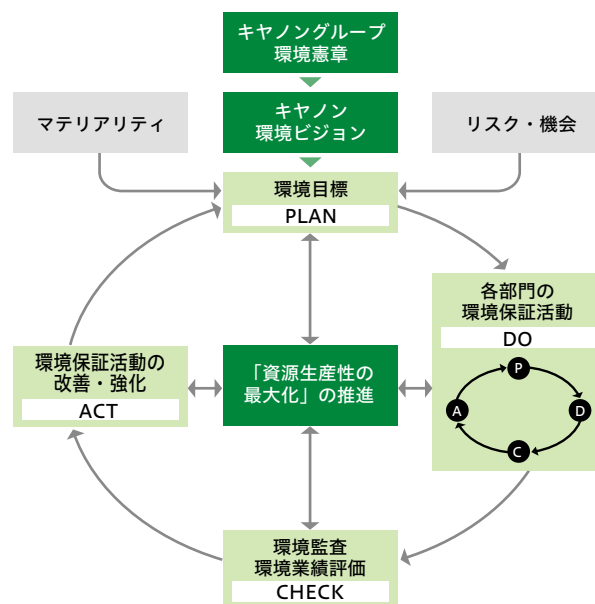 キヤノングループ
環境憲章
マテリアリティ
キヤノン
環境ビジョン
リスク・機会
環境目標
PLAN
各部門の
環境保証活動
DO
P
D
C
A
環境保証活動の
改善・強化
ACT
「資源生産性の
最大化」の推進
環境監査
環境業績評価
CHECK